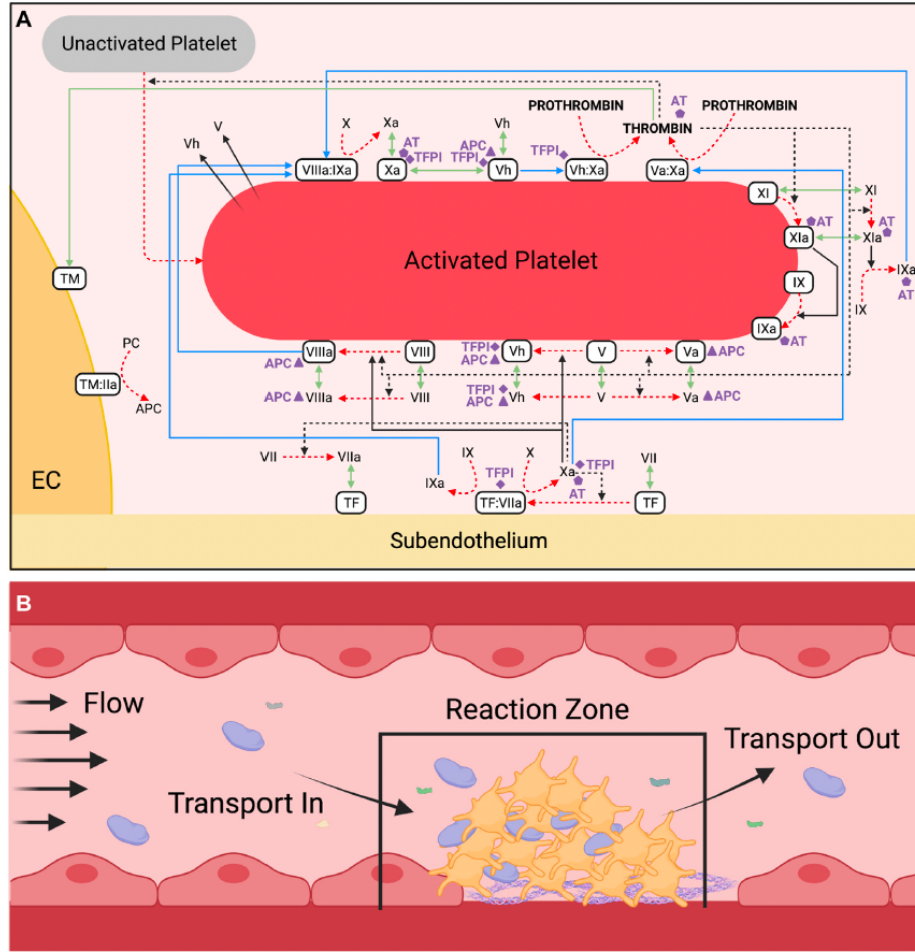 A
Unactivated Platelet
PROTHROMBIN
AT
PROTHROMBIN
THROMBIN
V
Vh
X
Xa
AT
TFPI
APC
TFPI
Vh
TFPI
VIIIa:IXa
Xa
Vh
Vh:Xa
Va:Xa
XI
XI
XIa
AT
XIa
AT
Activated Platelet
IX
IXa
AT
IX
IXa
AT
TM
PC
TM:IIa
APC
VIIIa
VIII
TFPI
APC
Vh
V
Va
APC
APC
APC
VIIIa
VIII
TFPI
APC
Vh
V
Va
APC
VII
VIIa
TF
IXa
IX
TFPI
X
TF:VIIa
Xa
TFPI
AT
VII
TF
EC
Subendothelium
B
Flow
Reaction Zone
Transport In
Transport Out